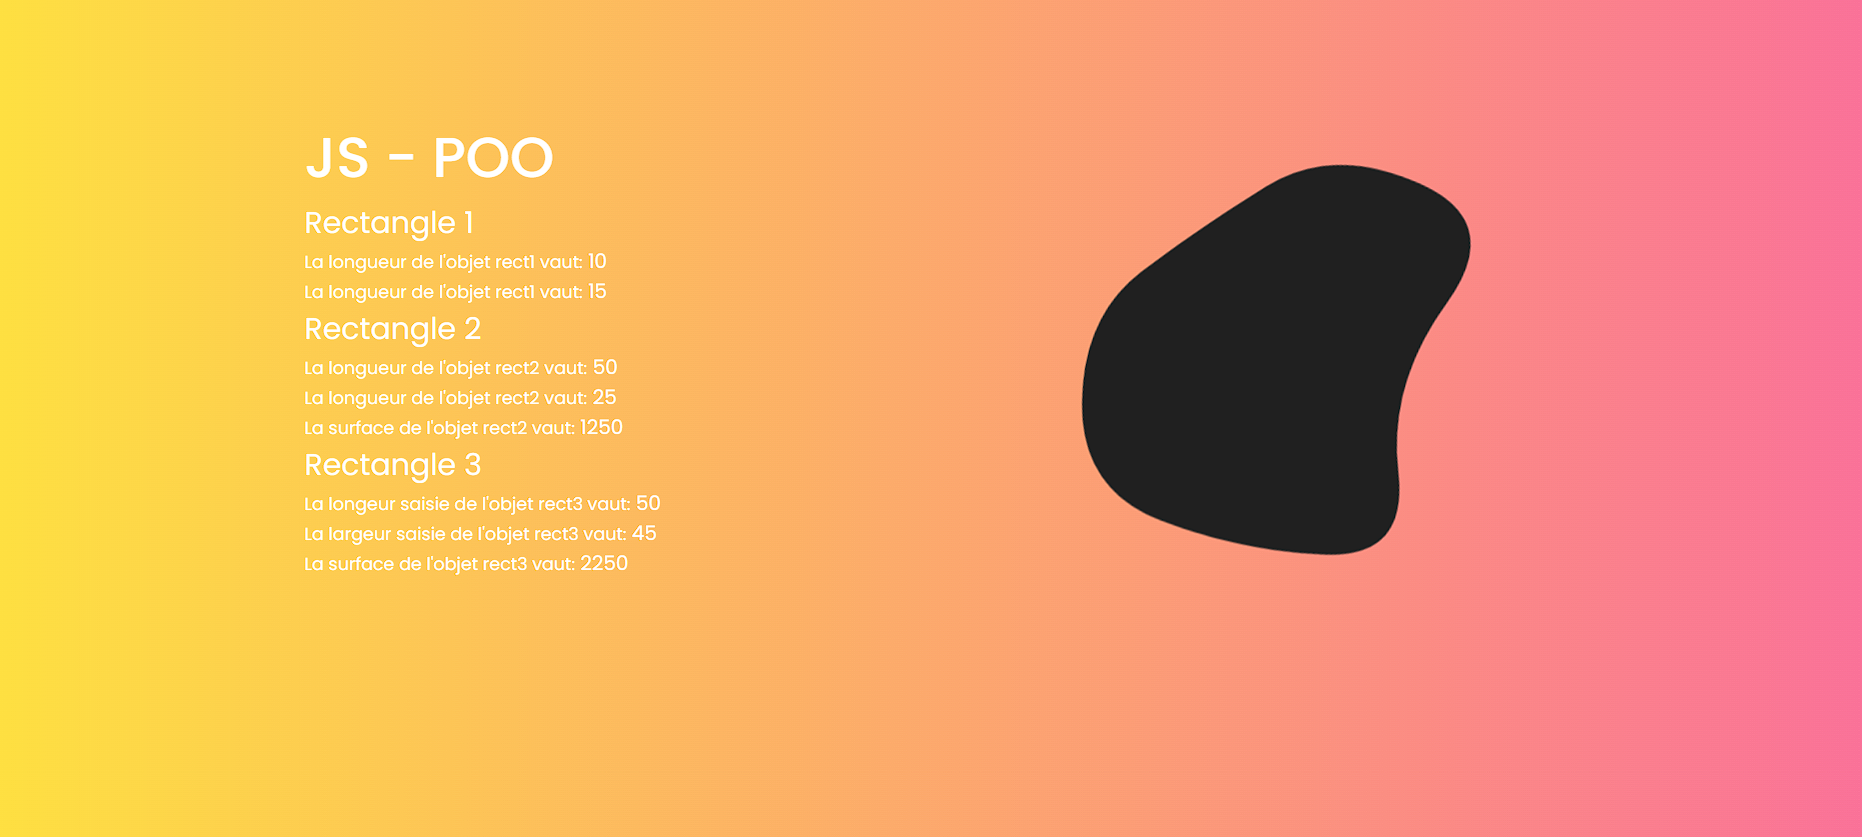 JS - POO
Rectangle 1
La longueur de l'objet rect1 vaut: 10
La longueur de l'objet rect1 vaut: 15
Rectangle 2
La longueur de l'objet rect2 vaut: 50
La longueur de l'objet rect2 vaut: 25
La surface de l'objet rect2 vaut: 1250
Rectangle 3
La longeur saisie de l'objet rect3 vaut: 50
La largeur saisie de l'objet rect3 vaut: 45
La surface de l'objet rect3 vaut: 2250